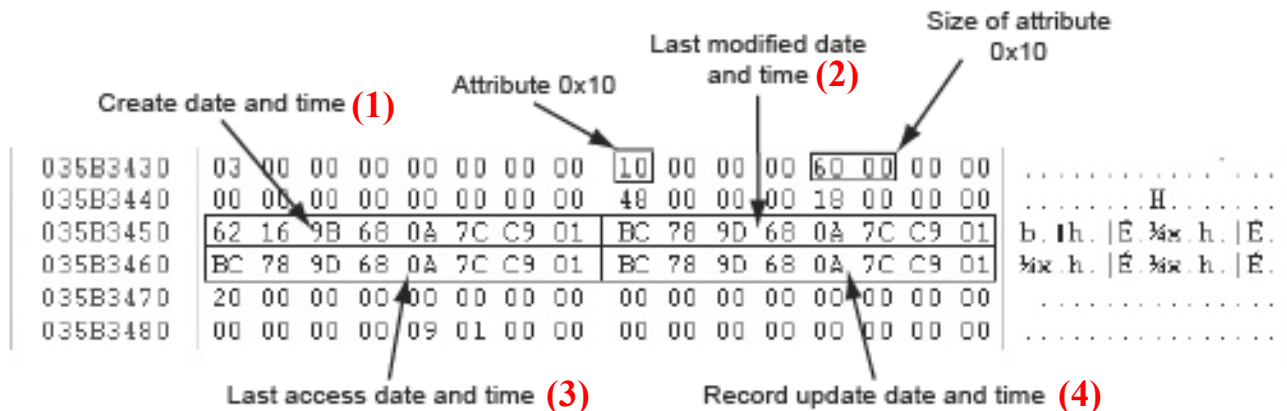 Size of attribute
0x10
Last modified date
and time (2)
Attribute 0x10
Create date and time (1)
035B3430 03 00 00 00 00 00 00 00 10 00 00 00 60 00 00 00 . . . . . . . . . . . . ` . . .
035B3440 00 00 00 00 00 00 00 00 48 00 00 00 18 00 00 00 . . . . . . . . H . . . . . . .
035B3450 62 16 9B 68 0A 7C C9 01 BC 78 9D 68 0A 7C C9 01 b . h . |É . ¼x . h . |É .
035B3460 BC 78 9D 68 0A 7C C9 01 BC 78 9D 68 0A 7C C9 01 ¼x . h . |É . ¼x . h . |É .
035B3470 20 00 00 00 00 00 00 00 00 00 00 00 00 00 00 00 . . . . . . . . . . . . . . .
035B3480 00 00 00 00 09 01 00 00 00 00 00 00 00 00 00 00 . . . . . . . . . . . . . . . .
Last access date and time (3)
Record update date and time (4)